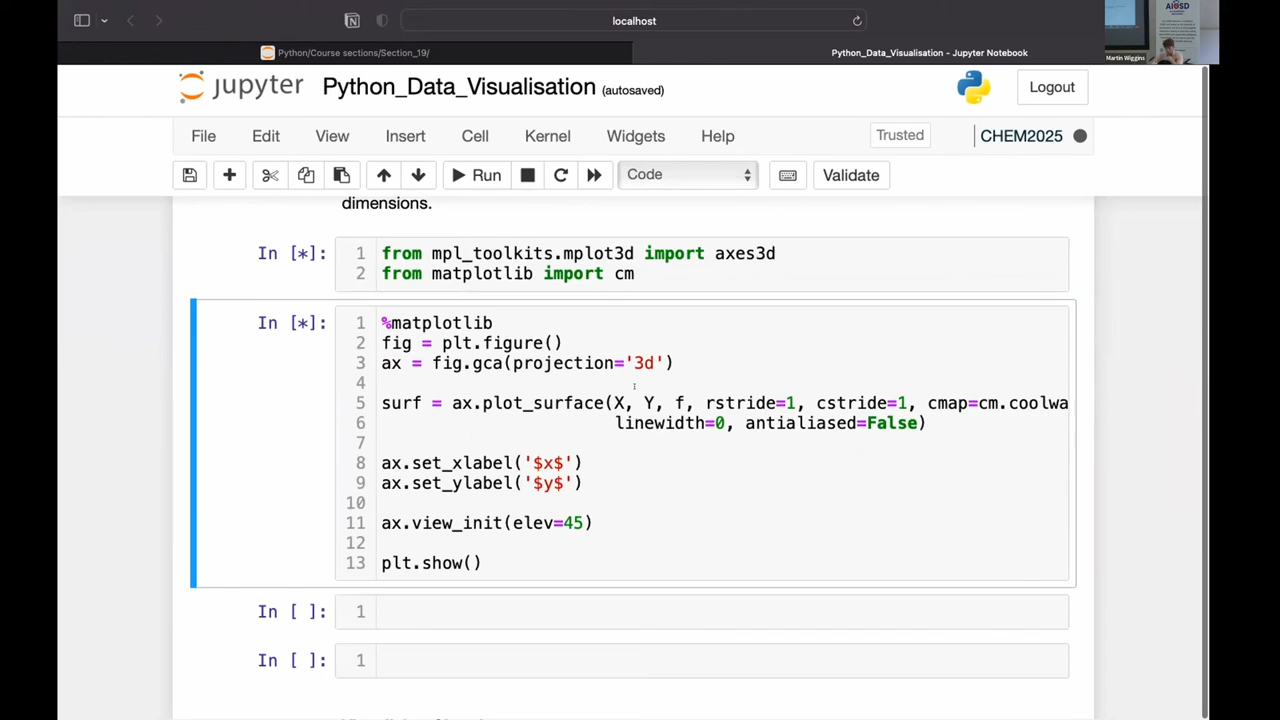 localhost
Python/Course sections/Section_19/
Python_Data_Visualisation - Jupyter Notebook
AIOSD
Martin Wiggins
jupyter Python_Data_Visualisation (autosaved)
Logout
File Edit View Insert Cell Kernel Widgets Help Trusted CHEM2025
Run Code Validate
dimensions.
In [*]: 1 from mpl_toolkits.mplot3d import axes3d
2 from matplotlib import cm
In [*]: 1 %matplotlib
2 fig = plt.figure()
3 ax = fig.gca(projection='3d')
4
5 surf = ax.plot_surface(X, Y, f, rstride=1, cstride=1, cmap=cm.coolwa
6 linewidth=0, antialiased=False)
7
8 ax.set_xlabel('$x$')
9 ax.set_ylabel('$y$')
10
11 ax.view_init(elev=45)
12
13 plt.show()
In [ ]: 1
In [ ]: 1